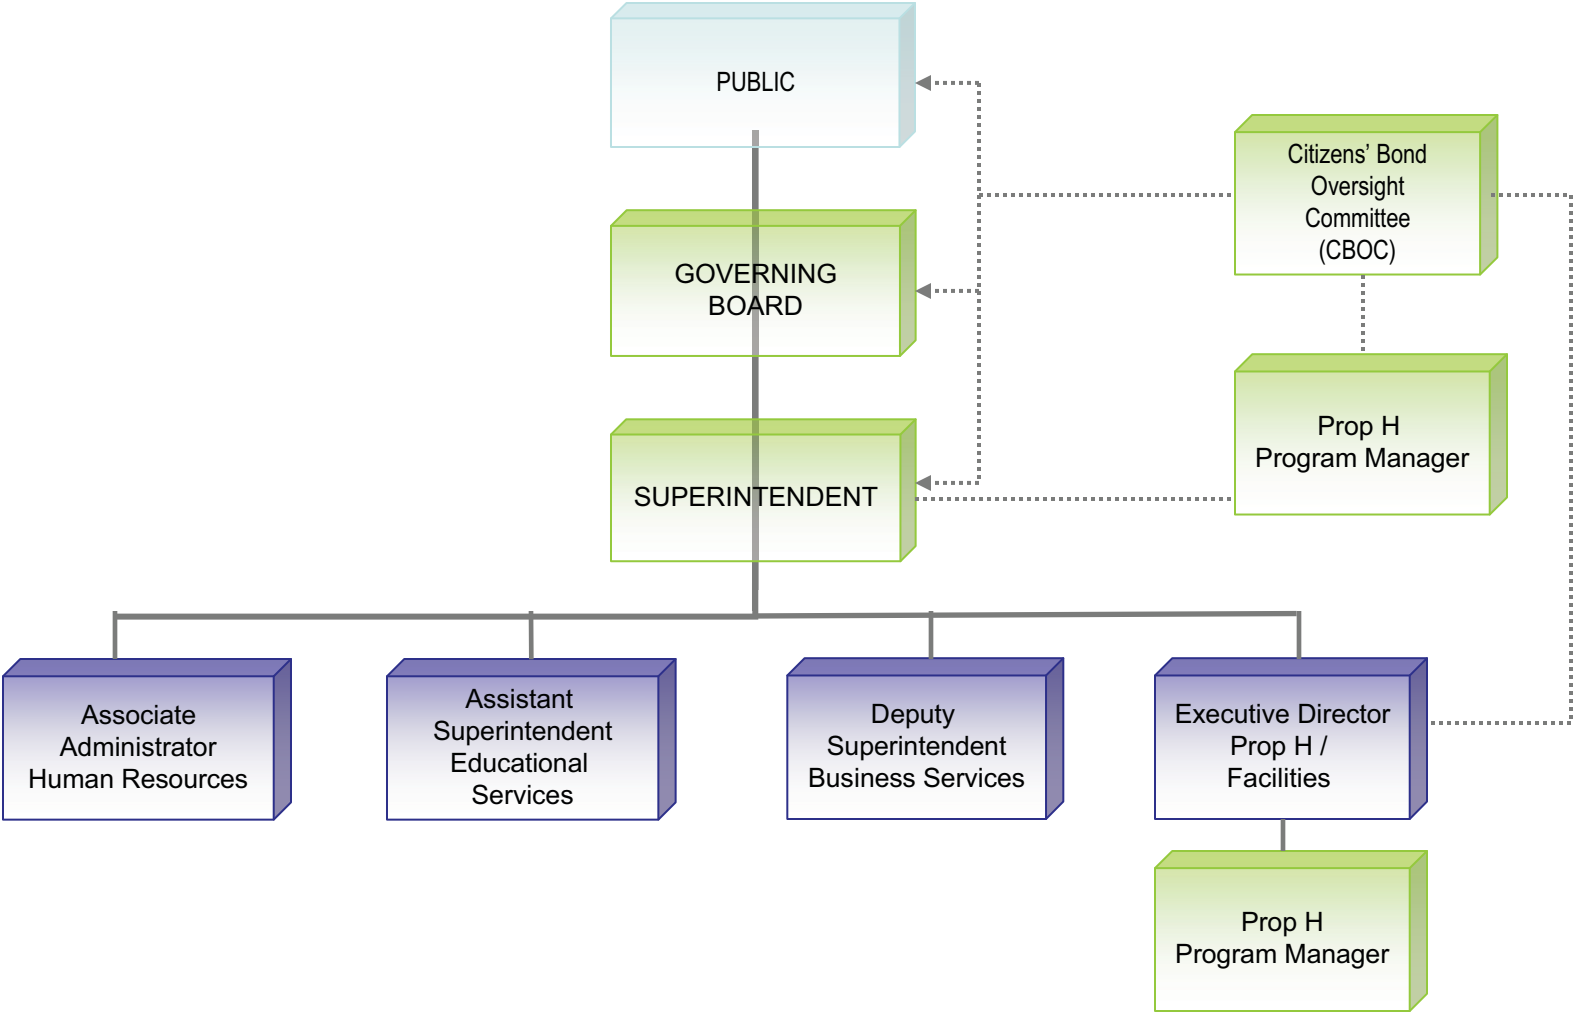 PUBLIC
Citizens’ Bond
Oversight
Committee
(CBOC)
GOVERNING
BOARD
Prop H
Program Manager
SUPERINTENDENT
Associate
Administrator
Human Resources
Assistant
Superintendent
Educational
Services
Deputy
Superintendent
Business Services
Executive Director
Prop H /
Facilities
Prop H
Program Manager